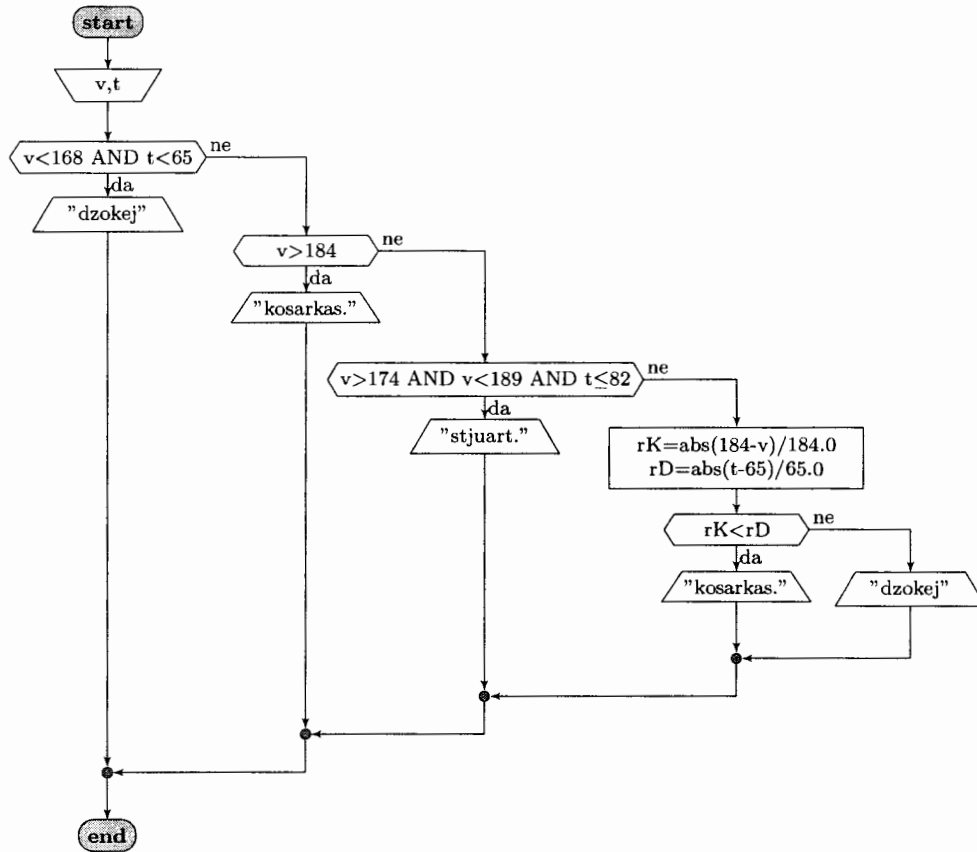 start
v,t
v<168 AND t<65
ne
da
"dzokej"
v>184
ne
da
"kosarkas."
v>174 AND v<189 AND t≤82
ne
da
"stjuart."
rK=abs(184-v)/184.0
rD=abs(t-65)/65.0
rK<rD
ne
da
"kosarkas."
"dzokej"
end